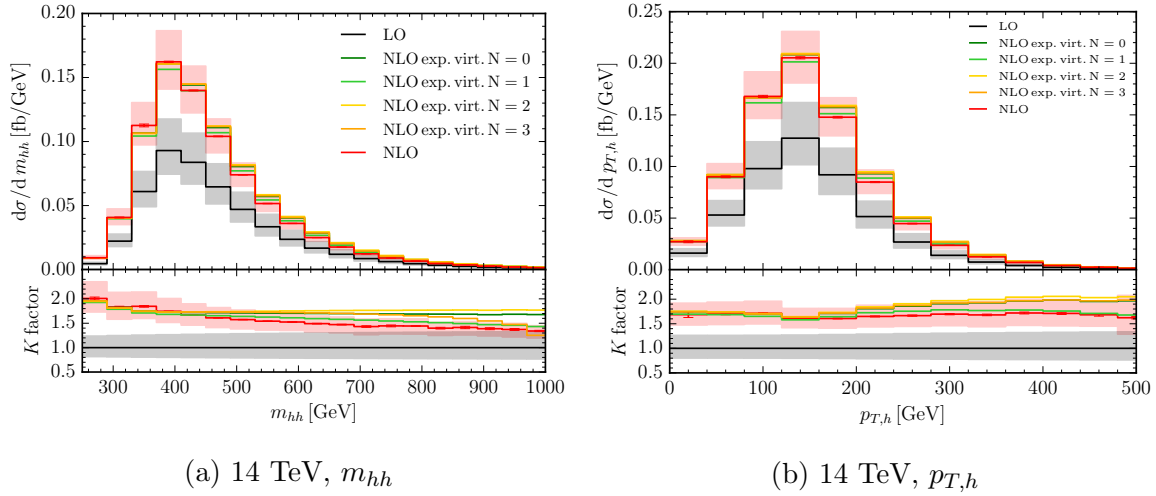 0.20
0.15
0.10
0.05
0.00
dσ/d m_hh [fb/GeV]
LO
NLO exp. virt. N = 0
NLO exp. virt. N = 1
NLO exp. virt. N = 2
NLO exp. virt. N = 3
NLO
2.0
1.5
1.0
0.5
K factor
300 400 500 600 700 800 900 1000
m_hh [GeV]
(a) 14 TeV, m_hh
0.25
0.20
0.15
0.10
0.05
0.00
dσ/d p_T,h [fb/GeV]
LO
NLO exp. virt. N = 0
NLO exp. virt. N = 1
NLO exp. virt. N = 2
NLO exp. virt. N = 3
NLO
2.0
1.5
1.0
0.5
K factor
0 100 200 300 400 500
p_T,h [GeV]
(b) 14 TeV, p_T,h